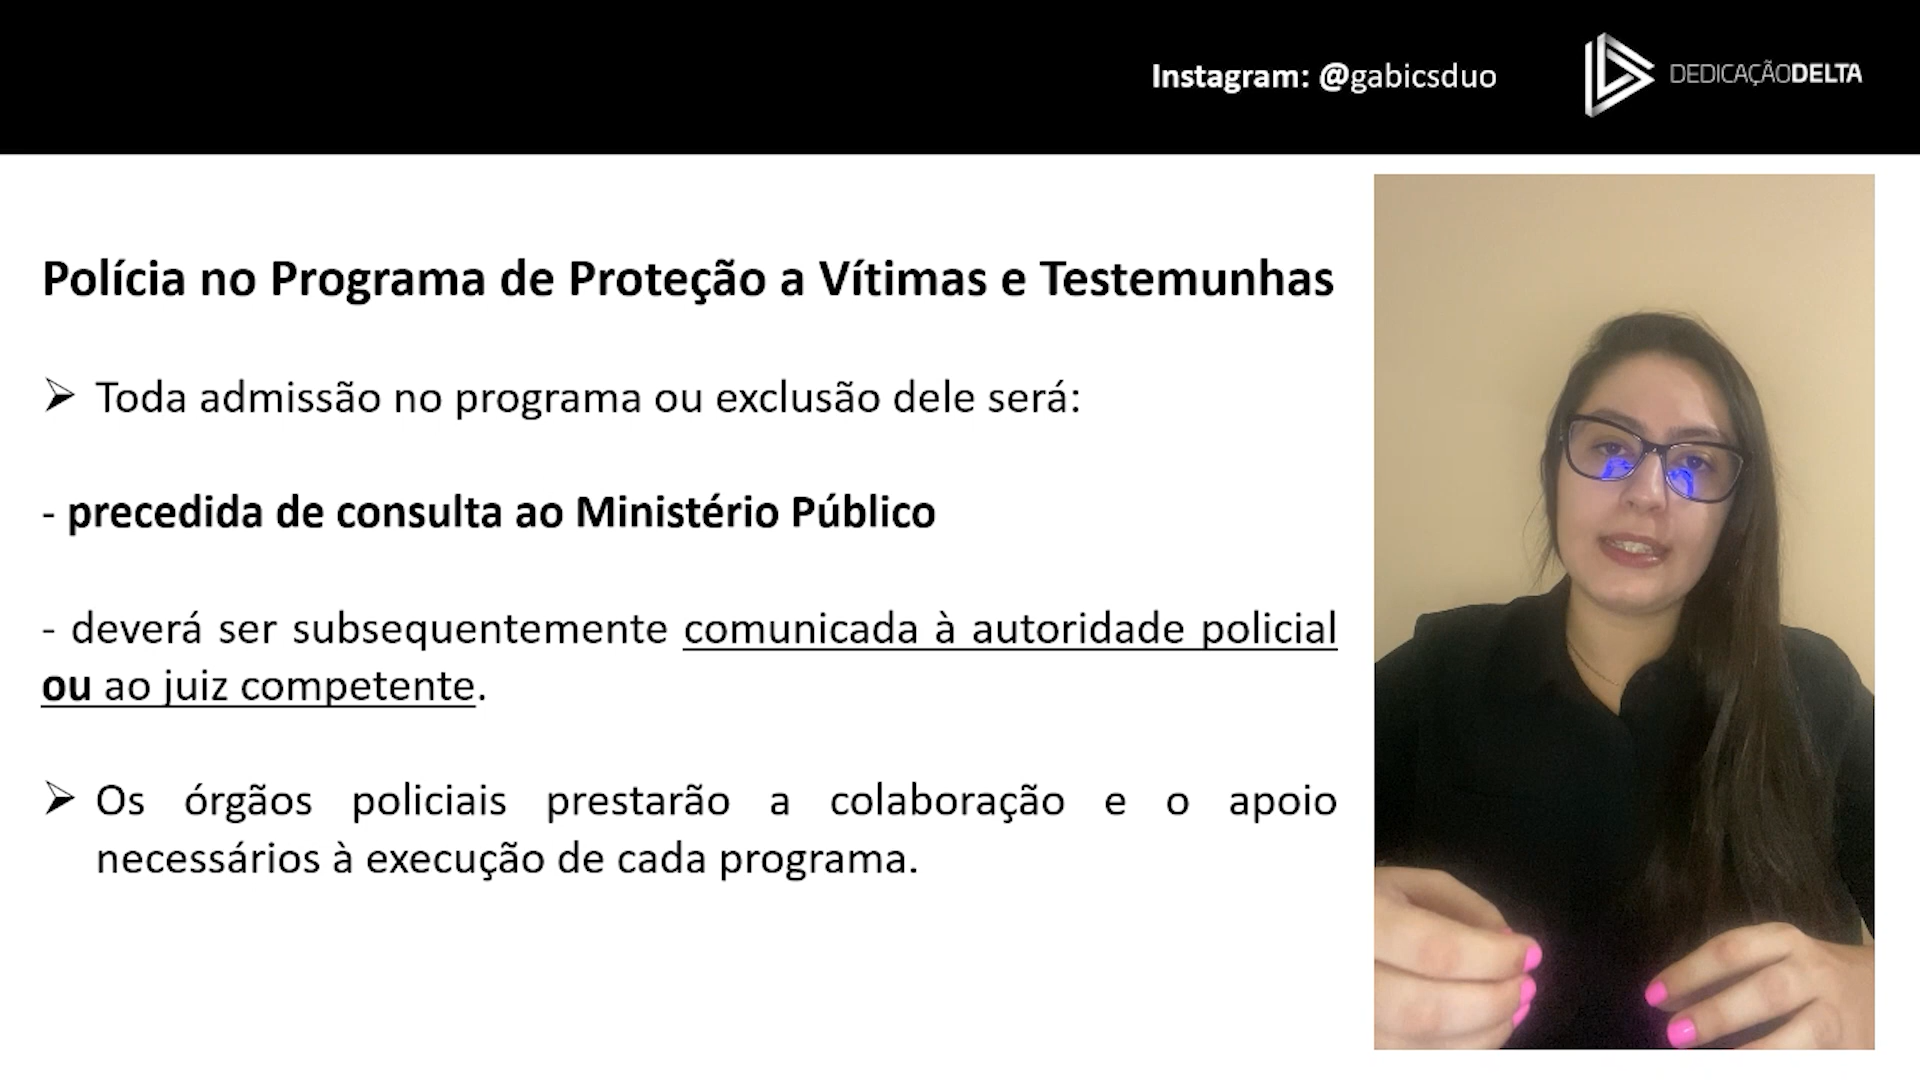 Instagram: @gabicsduo
DEDICAÇÃODELTA
Polícia no Programa de Proteção a Vítimas e Testemunhas
➢ Toda admissão no programa ou exclusão dele será:
- precedida de consulta ao Ministério Público
- deverá ser subsequentemente comunicada à autoridade policial
ou ao juiz competente.
➢ Os órgãos policiais prestarão a colaboração e o apoio
necessários à execução de cada programa.